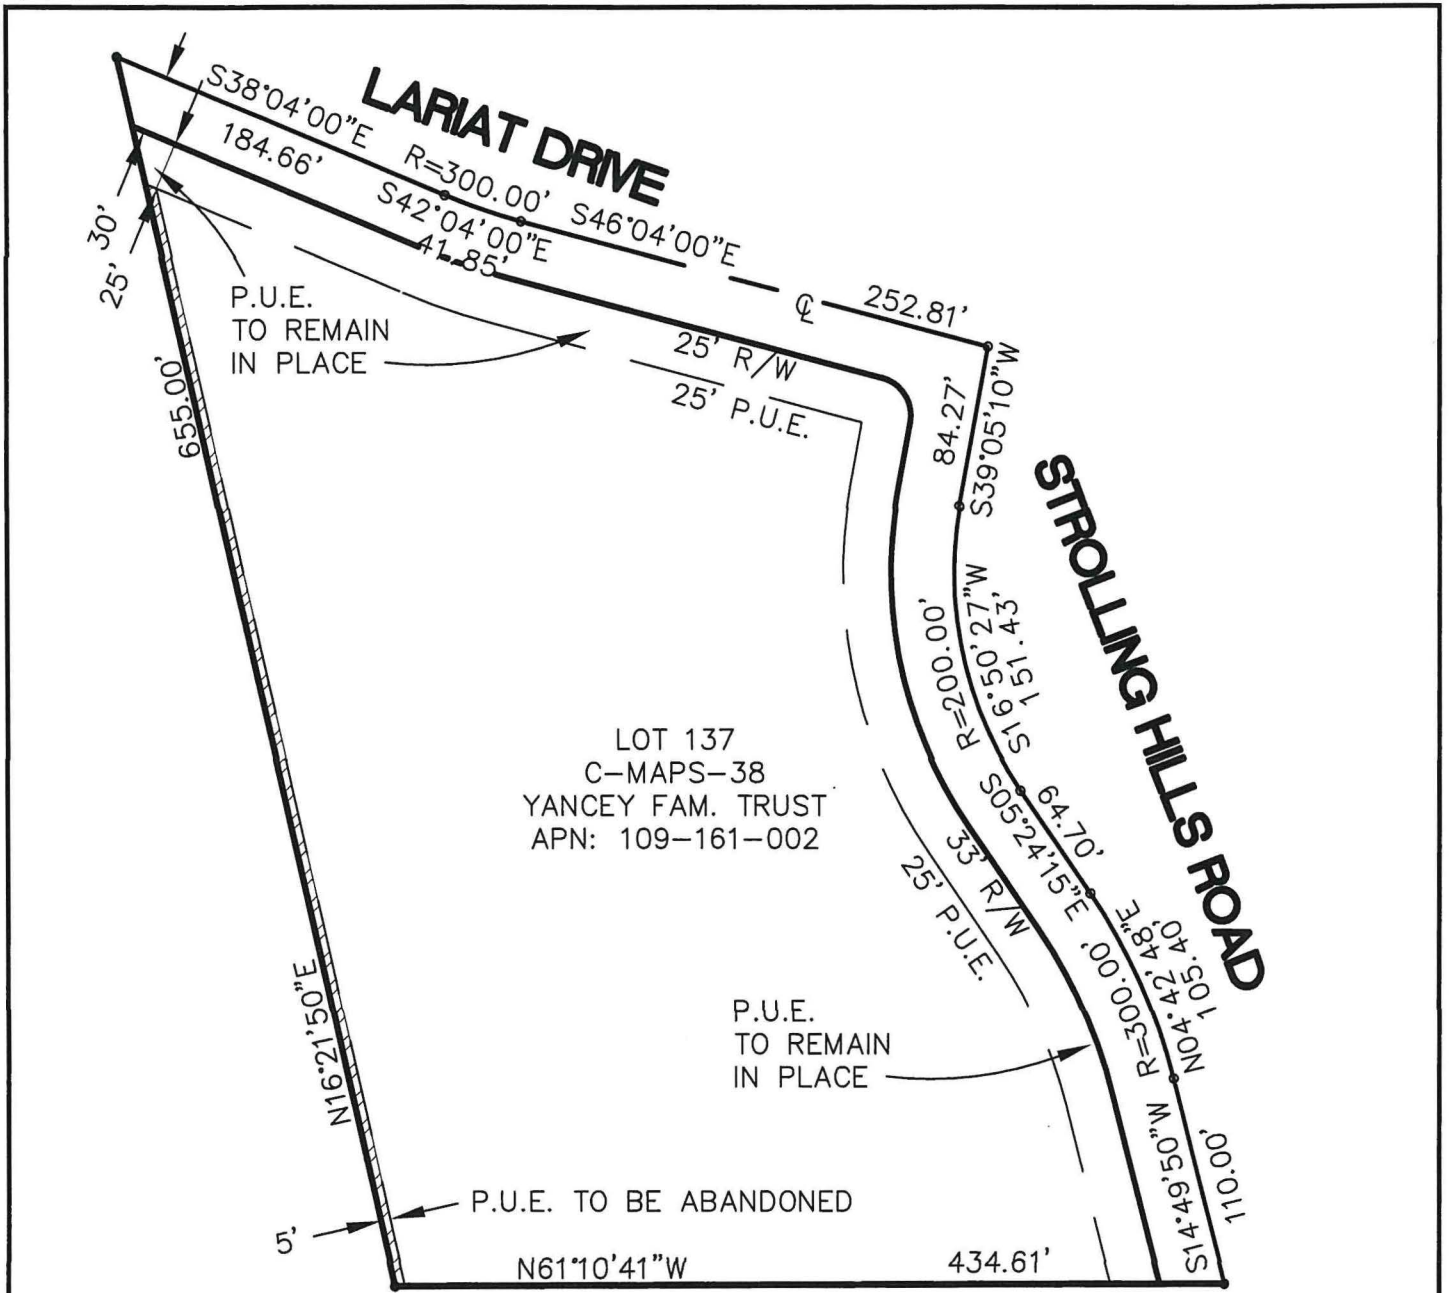 LARIAT DRIVE
S38°04'00"E
184.66'
R=300.00'
S42°04'00"E
41.85'
S46°04'00"E
252.81'
℄
30'
25'
P.U.E.
TO REMAIN
IN PLACE
25' R/W
25' P.U.E.
84.27'
S39°05'10"W
655.00'
STROLLING HILLS ROAD
R=200.00'
S16°50'27"W
151.43'
LOT 137
C-MAPS-38
YANCEY FAM. TRUST
APN: 109-161-002
64.70'
S05°24'15"E
33' R/W
25' P.U.E.
N04°42'48"E
105.40'
R=300.00'
P.U.E.
TO REMAIN
IN PLACE
N16°21'50"E
S14°49'50"W
110.00'
P.U.E. TO BE ABANDONED
5'
N61°10'41"W
434.61'